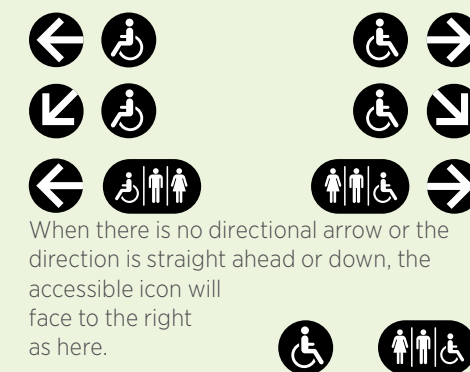 When there is no directional arrow or the
direction is straight ahead or down, the
accessible icon will
face to the right
as here.